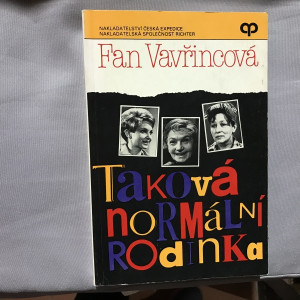 NAKLADATELSTVÍ ČESKÁ EXPEDICE
NAKLADATELSKÁ SPOLEČNOST RICHTER
Fan Vavřincová
Taková
normální
rodinka